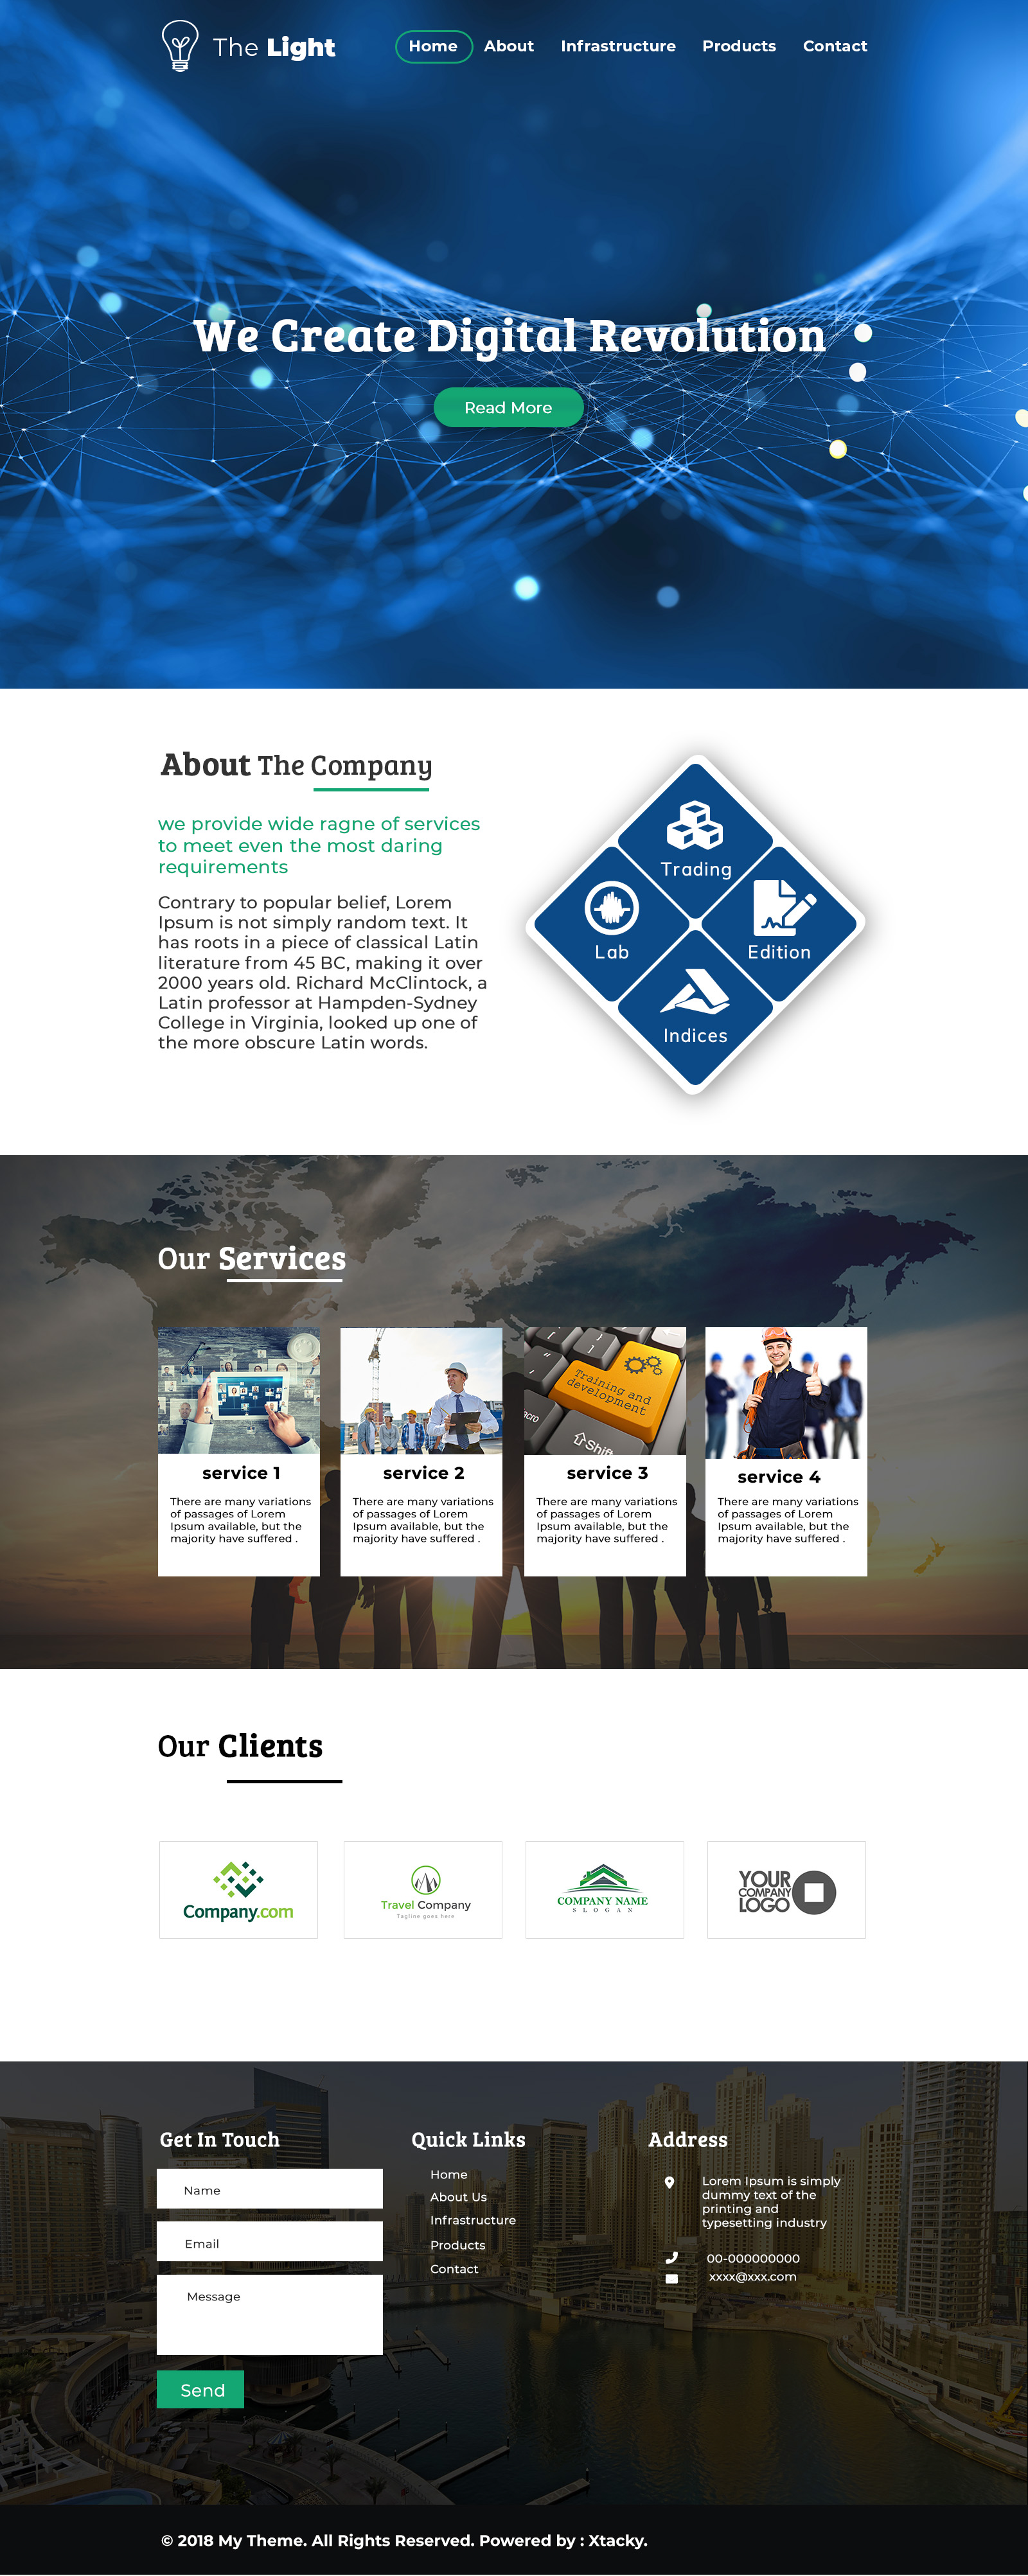 The Light
Home
About
Infrastructure
Products
Contact
We Create Digital Revolution
Read More
About The Company
we provide wide ragne of services
to meet even the most daring
requirements
Contrary to popular belief, Lorem
Ipsum is not simply random text. It
has roots in a piece of classical Latin
literature from 45 BC, making it over
2000 years old. Richard McClintock, a
Latin professor at Hampden-Sydney
College in Virginia, looked up one of
the more obscure Latin words.
Trading
Lab
Edition
Indices
Our Services
service 1
There are many variations
of passages of Lorem
Ipsum available, but the
majority have suffered .
service 2
There are many variations
of passages of Lorem
Ipsum available, but the
majority have suffered .
Training and
development
acro
Shift
service 3
There are many variations
of passages of Lorem
Ipsum available, but the
majority have suffered .
service 4
There are many variations
of passages of Lorem
Ipsum available, but the
majority have suffered .
Our Clients
Company.com
Travel Company
Tagline goes here
COMPANY NAME
SLOGAN
YOUR
COMPANY
LOGO
Get In Touch
Name
Email
Message
Send
Quick Links
Home
About Us
Infrastructure
Products
Contact
Address
Lorem Ipsum is simply
dummy text of the
printing and
typesetting industry
00-000000000
xxxx@xxx.com
© 2018 My Theme. All Rights Reserved. Powered by : Xtacky.